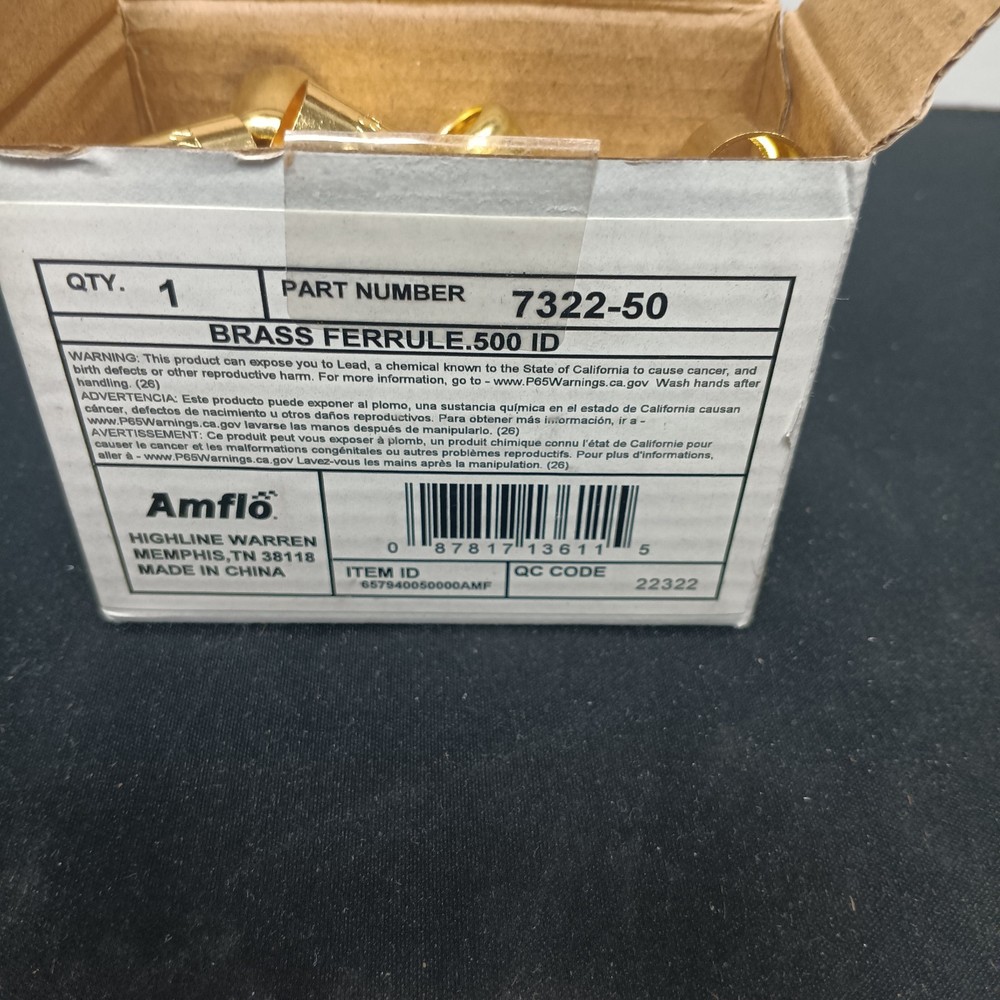 QTY. 1 PART NUMBER 7322-50
BRASS FERRULE.500 ID
WARNING: This product can expose you to Lead, a chemical known to the State of California to cause cancer, and
birth defects or other reproductive harm. For more information, go to - www.P65Warnings.ca.gov Wash hands after
handling. (26)
ADVERTENCIA: Este producto puede exponer al plomo, una sustancia química en el estado de California causan
cáncer, defectos de nacimiento u otros daños reproductivos. Para obtener más información, ir a -
www.P65Warnings.ca.gov lavarse las manos después de manipularlo. (26)
AVERTISSEMENT: Ce produit peut vous exposer à plomb, un produit chimique connu l'état de Californie pour
causer le cancer et les malformations congénitales ou autres problèmes reproductifs. Pour plus d'informations,
aller à - www.P65Warnings.ca.gov Lavez-vous les mains après la manipulation. (26)
Amflo
HIGHLINE WARREN
MEMPHIS,TN 38118
MADE IN CHINA
0 87817 13611 5
ITEM ID
657940050000AMF
QC CODE
22322